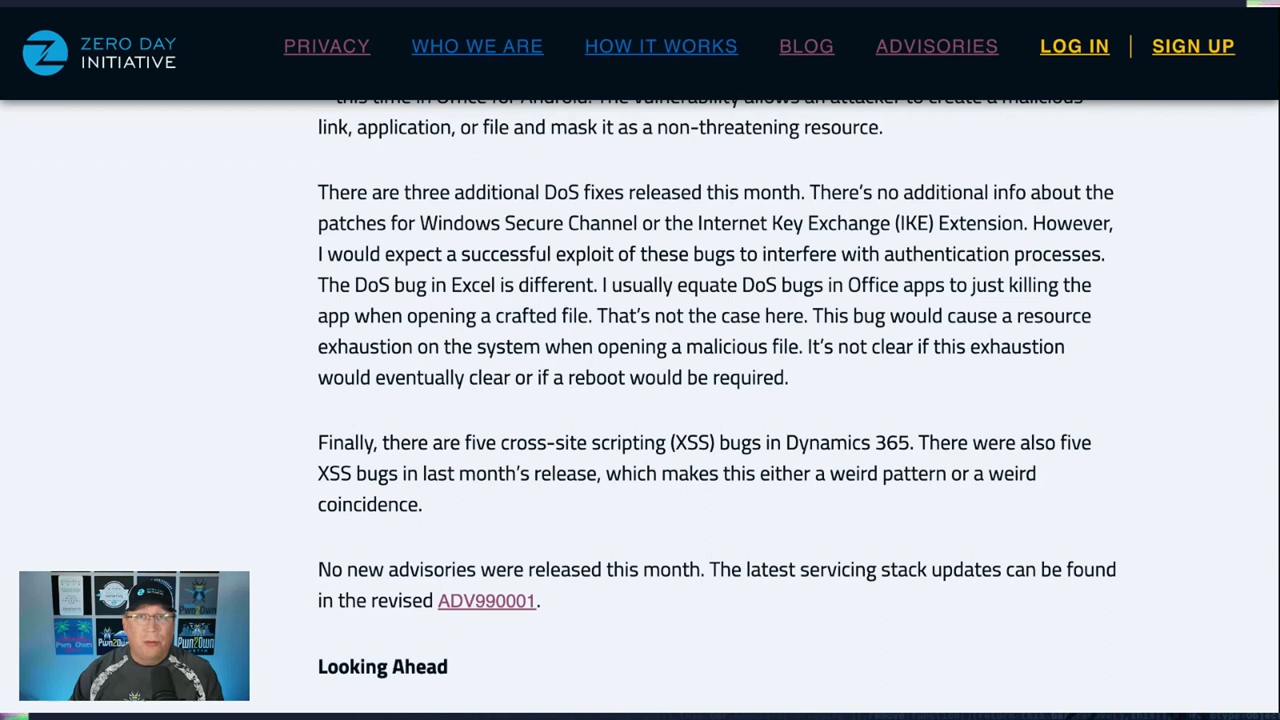 ZERO DAY
INITIATIVE
PRIVACY
WHO WE ARE
HOW IT WORKS
BLOG
ADVISORIES
LOG IN
SIGN UP
this time in Office for Android. The vulnerability allows an attacker to create a malicious
link, application, or file and mask it as a non-threatening resource.
There are three additional DoS fixes released this month. There's no additional info about the
patches for Windows Secure Channel or the Internet Key Exchange (IKE) Extension. However,
I would expect a successful exploit of these bugs to interfere with authentication processes.
The DoS bug in Excel is different. I usually equate DoS bugs in Office apps to just killing the
app when opening a crafted file. That's not the case here. This bug would cause a resource
exhaustion on the system when opening a malicious file. It's not clear if this exhaustion
would eventually clear or if a reboot would be required.
Finally, there are five cross-site scripting (XSS) bugs in Dynamics 365. There were also five
XSS bugs in last month's release, which makes this either a weird pattern or a weird
coincidence.
No new advisories were released this month. The latest servicing stack updates can be found
in the revised ADV990001.
Looking Ahead
Pwn2Own
Pwn2Own